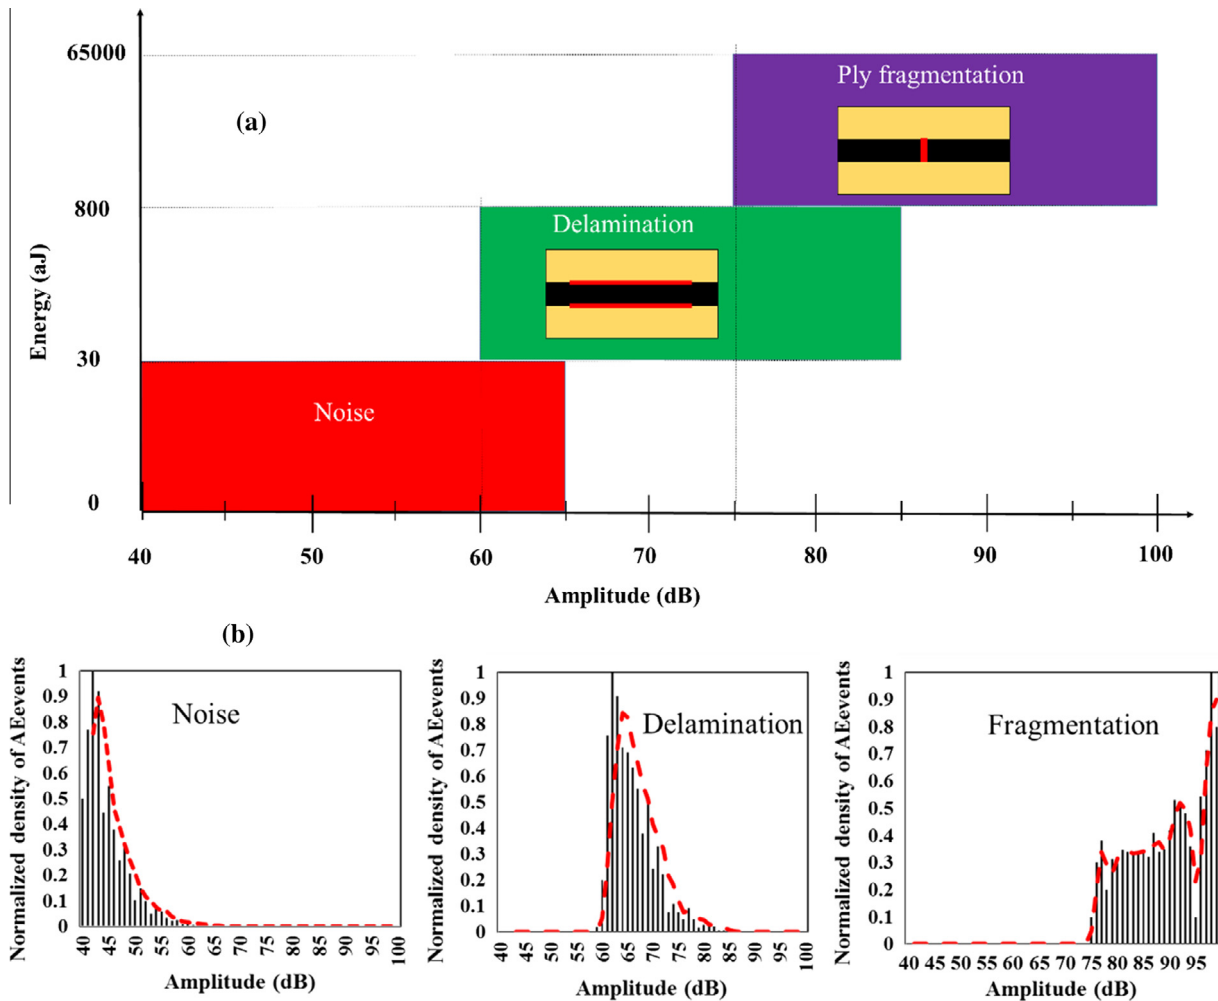 65000
Ply fragmentation
(a)
800
Delamination
Energy (aJ)
30
Noise
0
40 50 60 70 80 90 100
Amplitude (dB)
(b)
Normalized density of AEevents
1
0.9
0.8
0.7
0.6
0.5
0.4
0.3
0.2
0.1
0
Noise
40 45 50 55 60 65 70 75 80 85 90 95 100
Amplitude (dB)
Normalized density of AEevents
1
0.9
0.8
0.7
0.6
0.5
0.4
0.3
0.2
0.1
0
Delamination
40 45 50 55 60 65 70 75 80 85 90 95 100
Amplitude (dB)
Normalized density of AEevents
1
0.9
0.8
0.7
0.6
0.5
0.4
0.3
0.2
0.1
0
Fragmentation
40 45 50 55 60 65 70 75 80 85 90 95
Amplitude (dB)